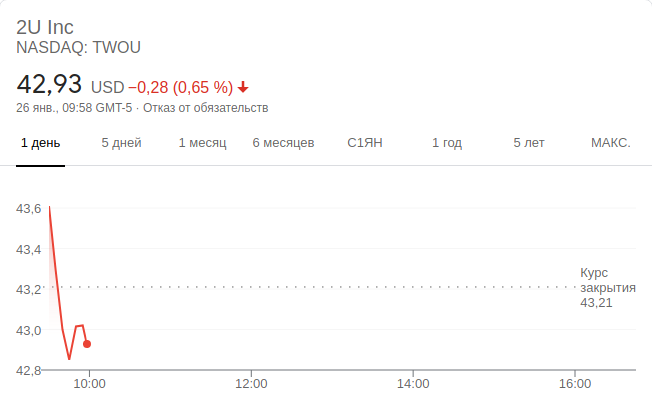 2U Inc
NASDAQ: TWOU
42,93 USD −0,28 (0,65 %)
26 янв., 09:58 GMT-5 · Отказ от обязательств
1 день 5 дней 1 месяц 6 месяцев С1ЯН 1 год 5 лет МАКС.
43,6
43,4
43,2
43,0
42,8
Курс
закрытия
43,21
10:00 12:00 14:00 16:00